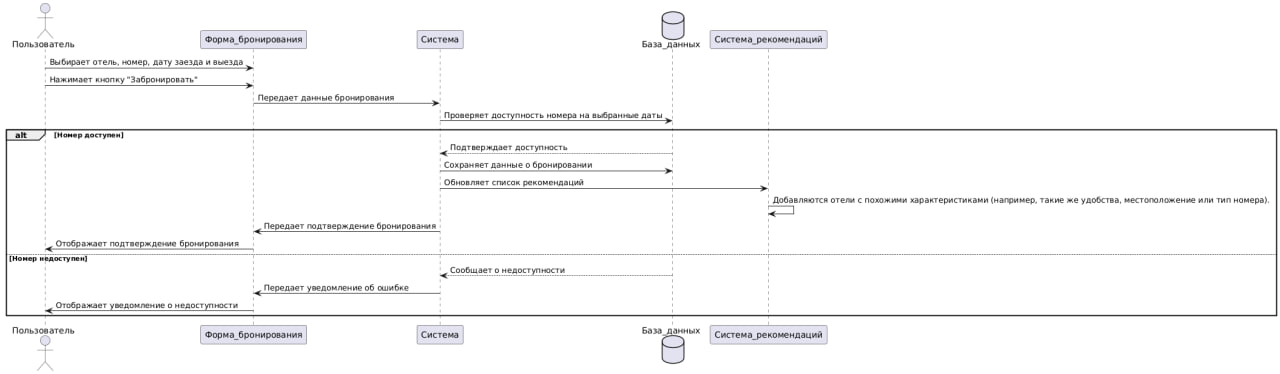 Пользователь
Форма_бронирования
Система
База_данных
Система_рекомендаций
Выбирает отель, номер, дату заезда и выезда
Нажимает кнопку "Забронировать"
Передает данные бронирования
Проверяет доступность номера на выбранные даты
alt
[Номер доступен]
Подтверждает доступность
Сохраняет данные о бронировании
Обновляет список рекомендаций
Добавляются отели с похожими характеристиками (например, такие же удобства, местоположение или тип номера).
Передает подтверждение бронирования
Отображает подтверждение бронирования
[Номер недоступен]
Сообщает о недоступности
Передает уведомление об ошибке
Отображает уведомление о недоступности
Пользователь
Форма_бронирования
Система
База_данных
Система_рекомендаций